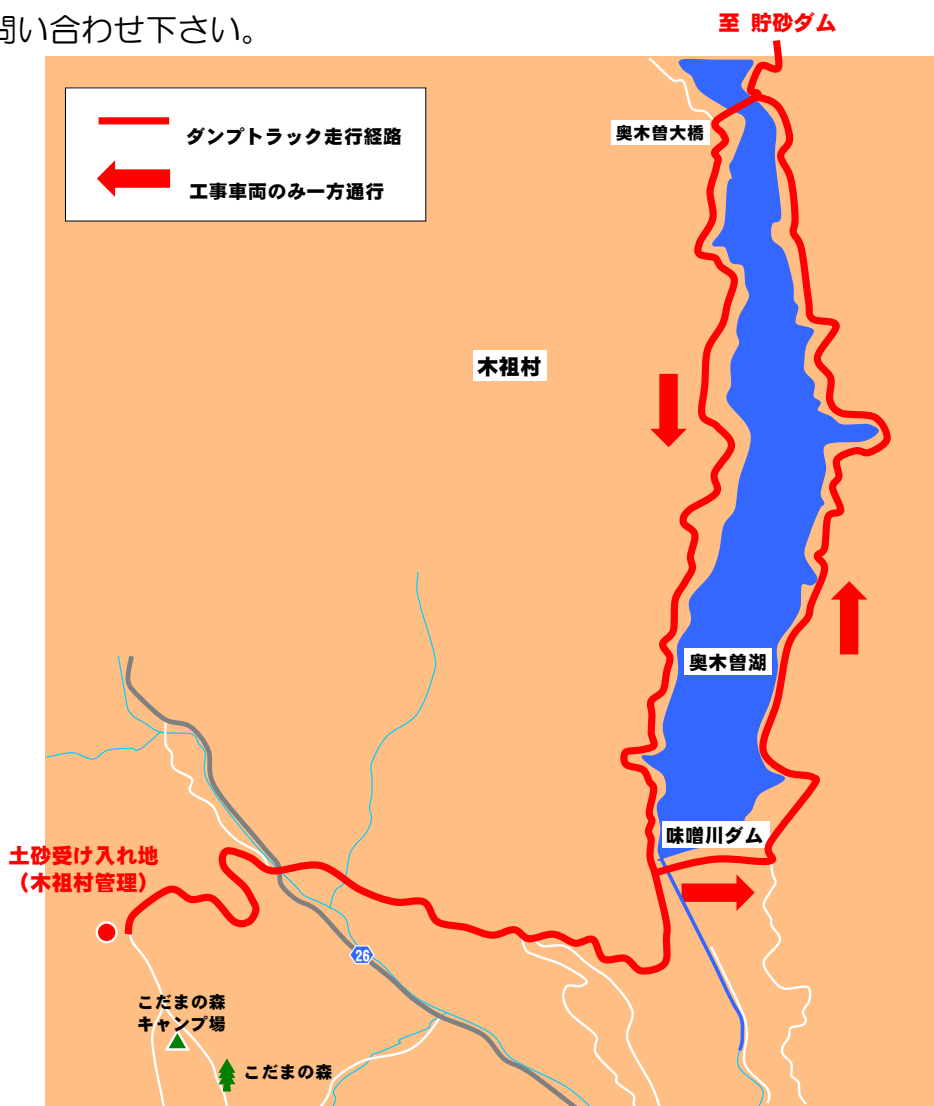 問い合わせ下さい。
至 貯砂ダム
ダンプトラック走行経路
工事車両のみ一方通行
奥木曽大橋
木祖村
奥木曽湖
味噌川ダム
土砂受け入れ地
（木祖村管理）
26
こだまの森
キャンプ場
こだまの森